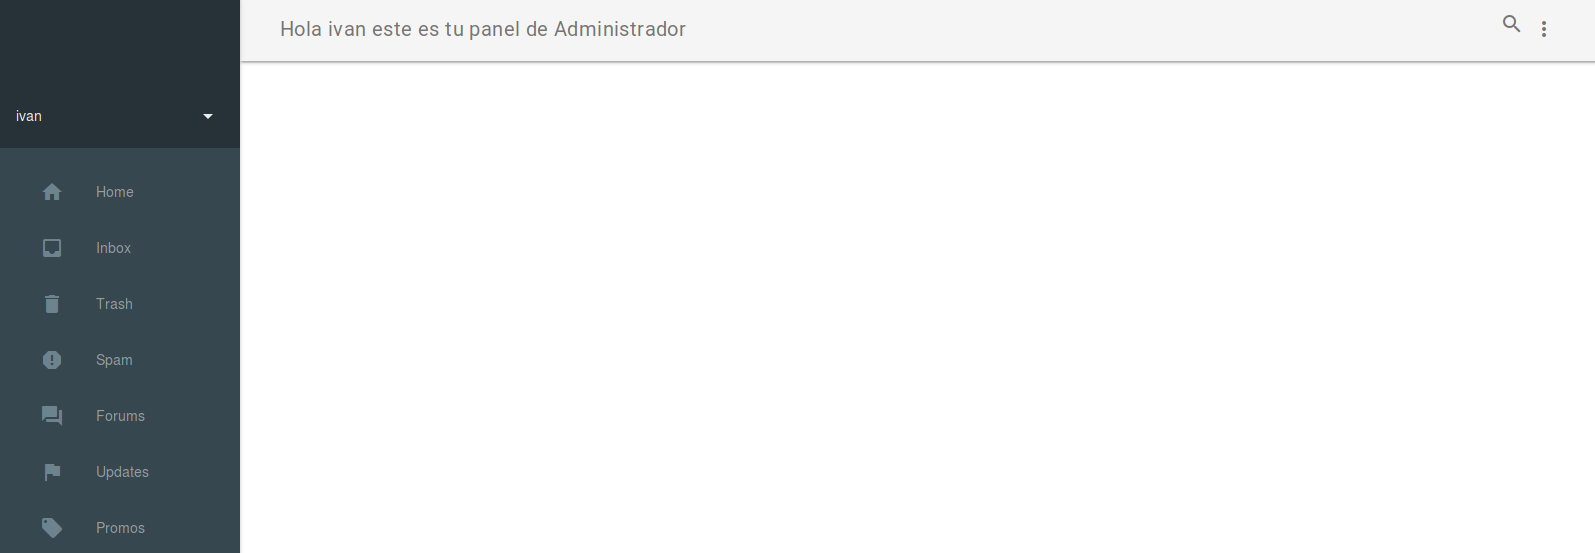 Hola ivan este es tu panel de Administrador
ivan
Home
Inbox
Trash
Spam
Forums
Updates
Promos